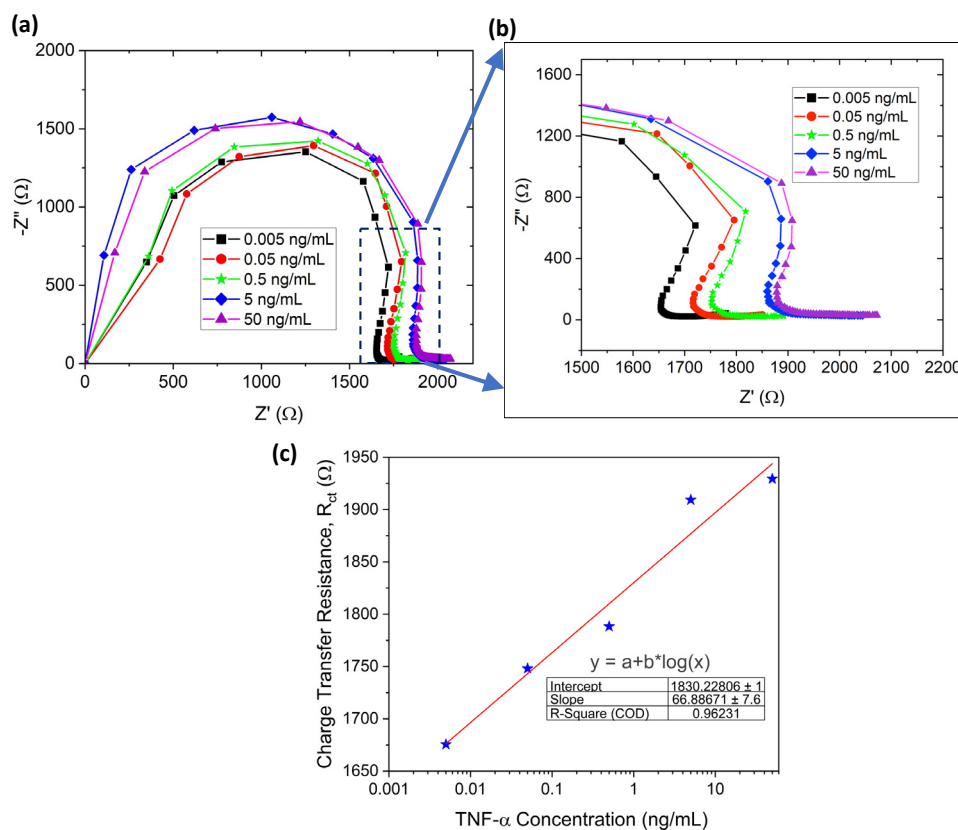 (a)
2000
1500
1000
500
0
0 500 1000 1500 2000
-Z" (Ω)
Z' (Ω)
0.005 ng/mL
0.05 ng/mL
0.5 ng/mL
5 ng/mL
50 ng/mL
(b)
1600
1200
800
400
0
1500 1600 1700 1800 1900 2000 2100 2200
-Z" (Ω)
Z' (Ω)
0.005 ng/mL
0.05 ng/mL
0.5 ng/mL
5 ng/mL
50 ng/mL
(c)
1950
1900
1850
1800
1750
1700
1650
0.001 0.01 0.1 1 10
Charge Transfer Resistance, Rct (Ω)
TNF-α Concentration (ng/mL)
y = a+b*log(x)
Intercept 1830.22806 ± 1
Slope 66.88671 ± 7.6
R-Square (COD) 0.96231